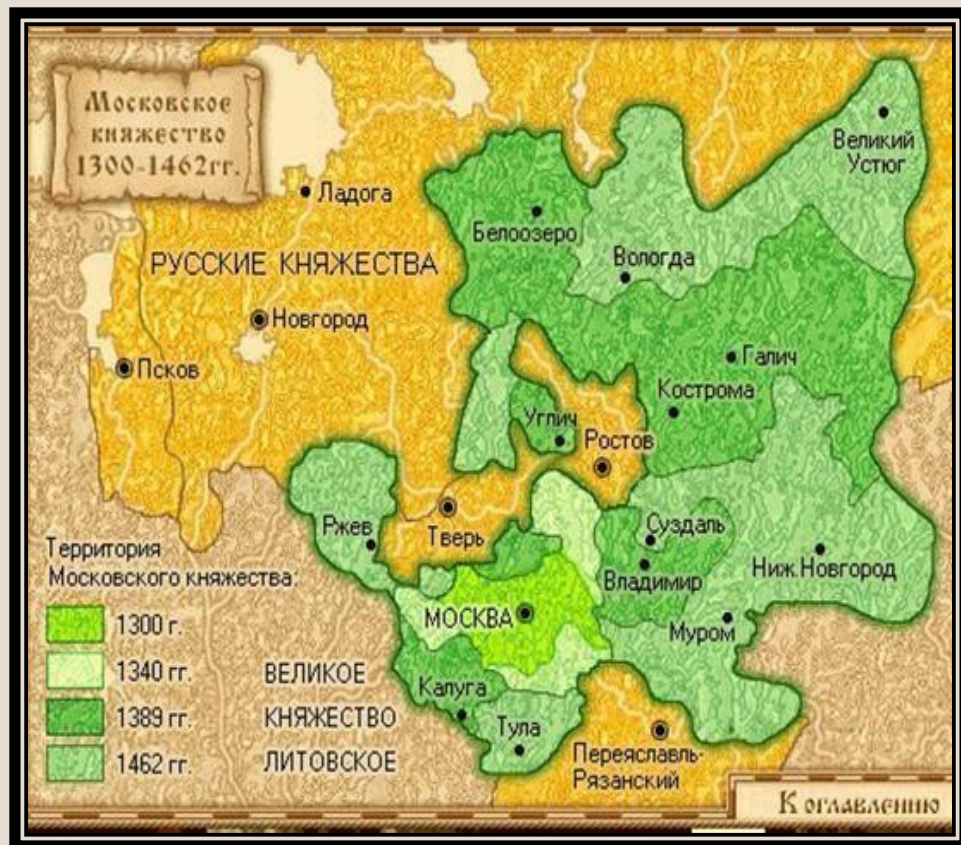 Московское
княжество
1300-1462гг.
Великий
Устюг
Ладога
Белоозеро
Вологда
РУССКИЕ КНЯЖЕСТВА
Новгород
Псков
Галич
Кострома
Углич
Ростов
Ржев
Тверь
Суздаль
Владимир
Ниж.Новгород
МОСКВА
Муром
Калуга
Тула
Переяславль-
Рязанский
Территория
Московского княжества:
1300 г.
1340 гг.
1389 гг.
1462 гг.
ВЕЛИКОЕ
КНЯЖЕСТВО
ЛИТОВСКОЕ
К оглавлению